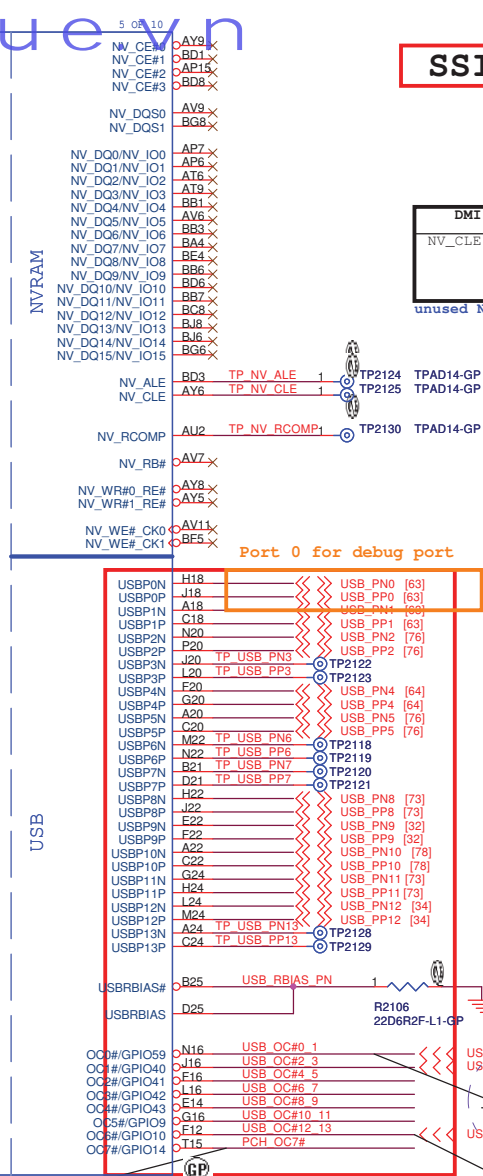 ue vn
5 OF 10
SSI
NV_CE#0 AY9
NV_CE#1 BD1
NV_CE#2 AP15
NV_CE#3 BD8
NV_DQS0 AV9
NV_DQS1 BG8
NV_DQ0/NV_IO0 AP7
NV_DQ1/NV_IO1 AP6
NV_DQ2/NV_IO2 AT6
NV_DQ3/NV_IO3 AT9
NV_DQ4/NV_IO4 BB1
NV_DQ5/NV_IO5 AV6
NV_DQ6/NV_IO6 BB3
NV_DQ7/NV_IO7 BA4
NV_DQ8/NV_IO8 BE4
NV_DQ9/NV_IO9 BB6
NV_DQ10/NV_IO10 BD6
NV_DQ11/NV_IO11 BB7
NV_DQ12/NV_IO12 BC8
NV_DQ13/NV_IO13 BJ8
NV_DQ14/NV_IO14 BJ6
NV_DQ15/NV_IO15 BG6
DMI
NV_CLE
unused N
NVRAM
NV_ALE BD3 TP_NV_ALE 1 TP2124 TPAD14-GP
NV_CLE AY6 TP_NV_CLE 1 TP2125 TPAD14-GP
NV_RCOMP AU2 TP_NV_RCOMP 1 TP2130 TPAD14-GP
NV_RB# AV7
NV_WR#0_RE# AY8
NV_WR#1_RE# AY5
NV_WE#_CK0 AV11
NV_WE#_CK1 BF5
Port 0 for debug port
USB
USBP0N H18 USB_PN0 [63]
USBP0P J18 USB_PP0 [63]
USBP1N A18 USB_PN1 [63]
USBP1P C18 USB_PP1 [63]
USBP2N N20 USB_PN2 [76]
USBP2P P20 USB_PP2 [76]
USBP3N J20 TP_USB_PN3 TP2122
USBP3P L20 TP_USB_PP3 TP2123
USBP4N F20 USB_PN4 [64]
USBP4P G20 USB_PP4 [64]
USBP5N A20 USB_PN5 [76]
USBP5P C20 USB_PP5 [76]
USBP6N M22 TP_USB_PN6 TP2118
USBP6P N22 TP_USB_PP6 TP2119
USBP7N B21 TP_USB_PN7 TP2120
USBP7P D21 TP_USB_PP7 TP2121
USBP8N H22 USB_PN8 [73]
USBP8P J22 USB_PP8 [73]
USBP9N E22 USB_PN9 [32]
USBP9P F22 USB_PP9 [32]
USBP10N A22 USB_PN10 [78]
USBP10P C22 USB_PP10 [78]
USBP11N G24 USB_PN11 [73]
USBP11P H24 USB_PP11 [73]
USBP12N L24 USB_PN12 [34]
USBP12P M24 USB_PP12 [34]
USBP13N A24 TP_USB_PN13 TP2128
USBP13P C24 TP_USB_PP13 TP2129
USBRBIAS# B25 USB_RBIAS_PN 1
USBRBIAS D25
R2106
22D6R2F-L1-GP
OC0#/GPIO59 N16 USB_OC#0_1 US
OC1#/GPIO40 J16 USB_OC#2_3 US
OC2#/GPIO41 F16 USB_OC#4_5
OC3#/GPIO42 L16 USB_OC#6_7
OC4#/GPIO43 E14 USB_OC#8_9
OC5#/GPIO9 G16 USB_OC#10_11
OC6#/GPIO10 F12 USB_OC#12_13 US
OC7#/GPIO14 T15 PCH_OC7#
GP